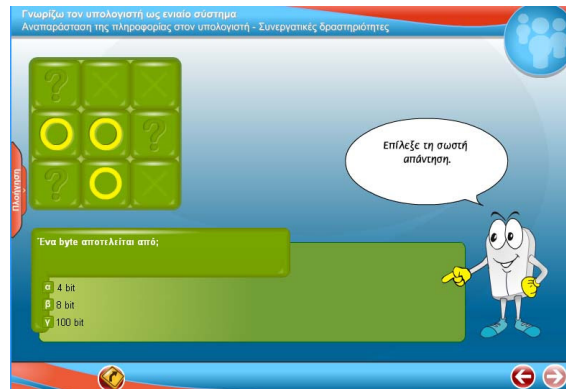 Γνωρίζω τον υπολογιστή ως ενιαίο σύστημα
Αναπαράσταση της πληροφορίας στον υπολογιστή - Συνεργατικές δραστηριότητες
?
?
?
Πλοήγηση
Επίλεξε τη σωστή
απάντηση.
Ένα byte αποτελείται από;
α 4 bit
β 8 bit
γ 100 bit